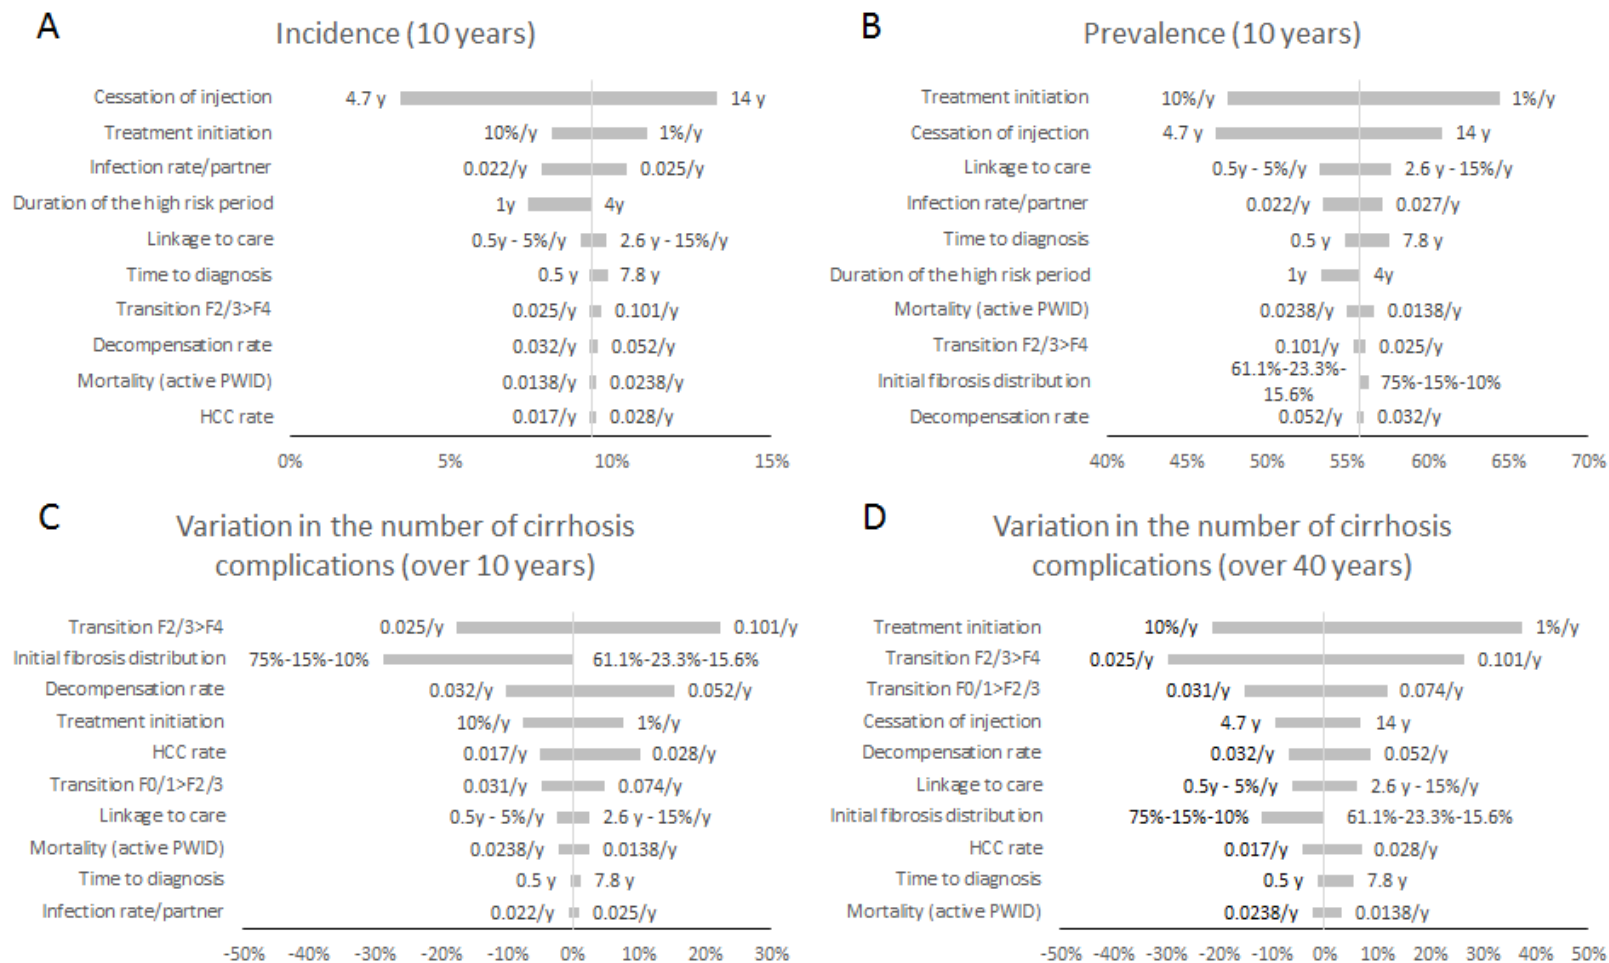 A
Incidence (10 years)
Cessation of injection 4.7 y 14 y
Treatment initiation 10%/y 1%/y
Infection rate/partner 0.022/y 0.025/y
Duration of the high risk period 1y 4y
Linkage to care 0.5y - 5%/y 2.6 y - 15%/y
Time to diagnosis 0.5 y 7.8 y
Transition F2/3>F4 0.025/y 0.101/y
Decompensation rate 0.032/y 0.052/y
Mortality (active PWID) 0.0138/y 0.0238/y
HCC rate 0.017/y 0.028/y
0% 5% 10% 15%
B
Prevalence (10 years)
Treatment initiation 10%/y 1%/y
Cessation of injection 4.7 y 14 y
Linkage to care 0.5y - 5%/y 2.6 y - 15%/y
Infection rate/partner 0.022/y 0.027/y
Time to diagnosis 0.5 y 7.8 y
Duration of the high risk period 1y 4y
Mortality (active PWID) 0.0238/y 0.0138/y
Transition F2/3>F4 0.101/y 0.025/y
Initial fibrosis distribution 61.1%-23.3%- 75%-15%-10%
15.6%
Decompensation rate 0.052/y 0.032/y
40% 45% 50% 55% 60% 65% 70%
C
Variation in the number of cirrhosis
complications (over 10 years)
Transition F2/3>F4 0.025/y 0.101/y
Initial fibrosis distribution 75%-15%-10% 61.1%-23.3%-15.6%
Decompensation rate 0.032/y 0.052/y
Treatment initiation 10%/y 1%/y
HCC rate 0.017/y 0.028/y
Transition F0/1>F2/3 0.031/y 0.074/y
Linkage to care 0.5y - 5%/y 2.6 y - 15%/y
Mortality (active PWID) 0.0238/y 0.0138/y
Time to diagnosis 0.5 y 7.8 y
Infection rate/partner 0.022/y 0.025/y
-50% -40% -30% -20% -10% 0% 10% 20% 30%
D
Variation in the number of cirrhosis
complications (over 40 years)
Treatment initiation 10%/y 1%/y
Transition F2/3>F4 0.025/y 0.101/y
Transition F0/1>F2/3 0.031/y 0.074/y
Cessation of injection 4.7 y 14 y
Decompensation rate 0.032/y 0.052/y
Linkage to care 0.5y - 5%/y 2.6 y - 15%/y
Initial fibrosis distribution 75%-15%-10% 61.1%-23.3%-15.6%
HCC rate 0.017/y 0.028/y
Time to diagnosis 0.5 y 7.8 y
Mortality (active PWID) 0.0238/y 0.0138/y
-50% -40% -30% -20% -10% 0% 10% 20% 30% 40% 50%